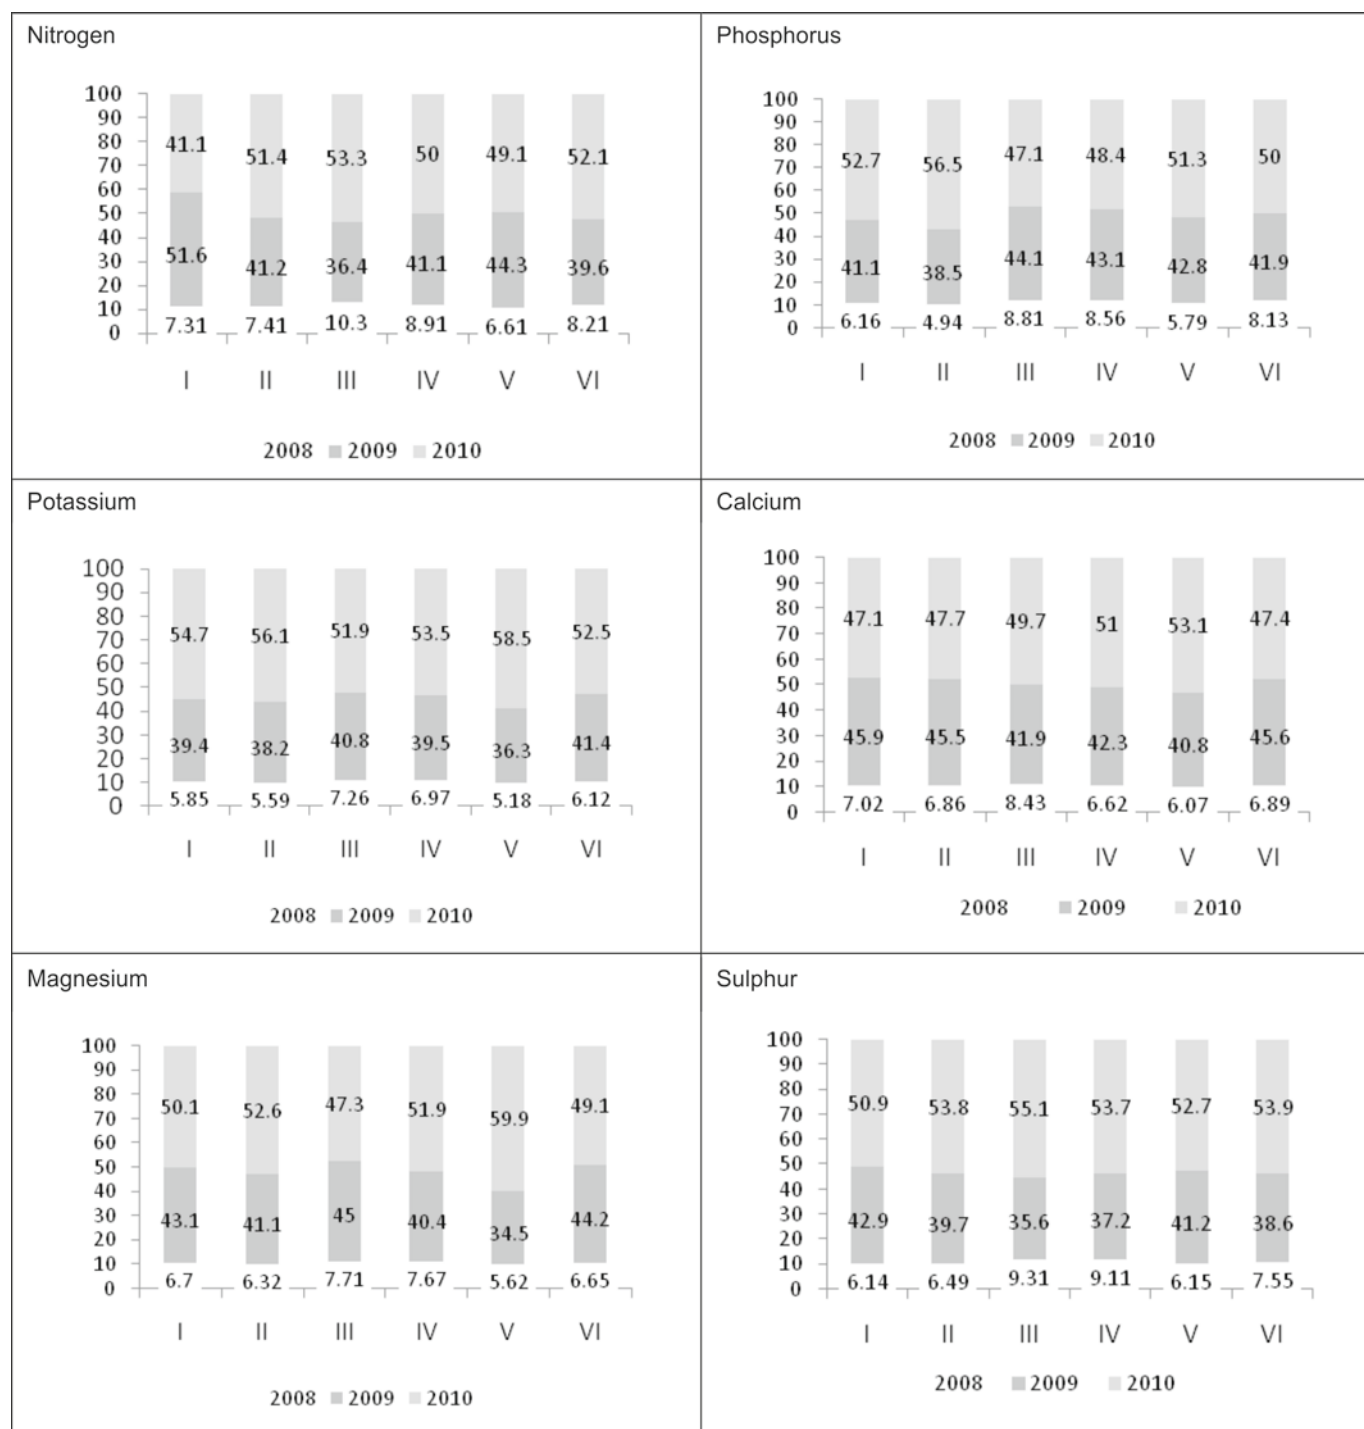 Nitrogen
100
90
80
70
60
50
40
30
20
10
0
41.1 51.4 53.3 50 49.1 52.1
51.6 41.2 36.4 41.1 44.3 39.6
7.31 7.41 10.3 8.91 6.61 8.21
I II III IV V VI
2008 2009 2010
Phosphorus
100
90
80
70
60
50
40
30
20
10
0
52.7 56.5 47.1 48.4 51.3 50
41.1 38.5 44.1 43.1 42.8 41.9
6.16 4.94 8.81 8.56 5.79 8.13
I II III IV V VI
2008 2009 2010
Potassium
100
90
80
70
60
50
40
30
20
10
0
54.7 56.1 51.9 53.5 58.5 52.5
39.4 38.2 40.8 39.5 36.3 41.4
5.85 5.59 7.26 6.97 5.18 6.12
I II III IV V VI
2008 2009 2010
Calcium
100
90
80
70
60
50
40
30
20
10
0
47.1 47.7 49.7 51 53.1 47.4
45.9 45.5 41.9 42.3 40.8 45.6
7.02 6.86 8.43 6.62 6.07 6.89
I II III IV V VI
2008 2009 2010
Magnesium
100
90
80
70
60
50
40
30
20
10
0
50.1 52.6 47.3 51.9 59.9 49.1
43.1 41.1 45 40.4 34.5 44.2
6.7 6.32 7.71 7.67 5.62 6.65
I II III IV V VI
2008 2009 2010
Sulphur
100
90
80
70
60
50
40
30
20
10
0
50.9 53.8 55.1 53.7 52.7 53.9
42.9 39.7 35.6 37.2 41.2 38.6
6.14 6.49 9.31 9.11 6.15 7.55
I II III IV V VI
2008 2009 2010